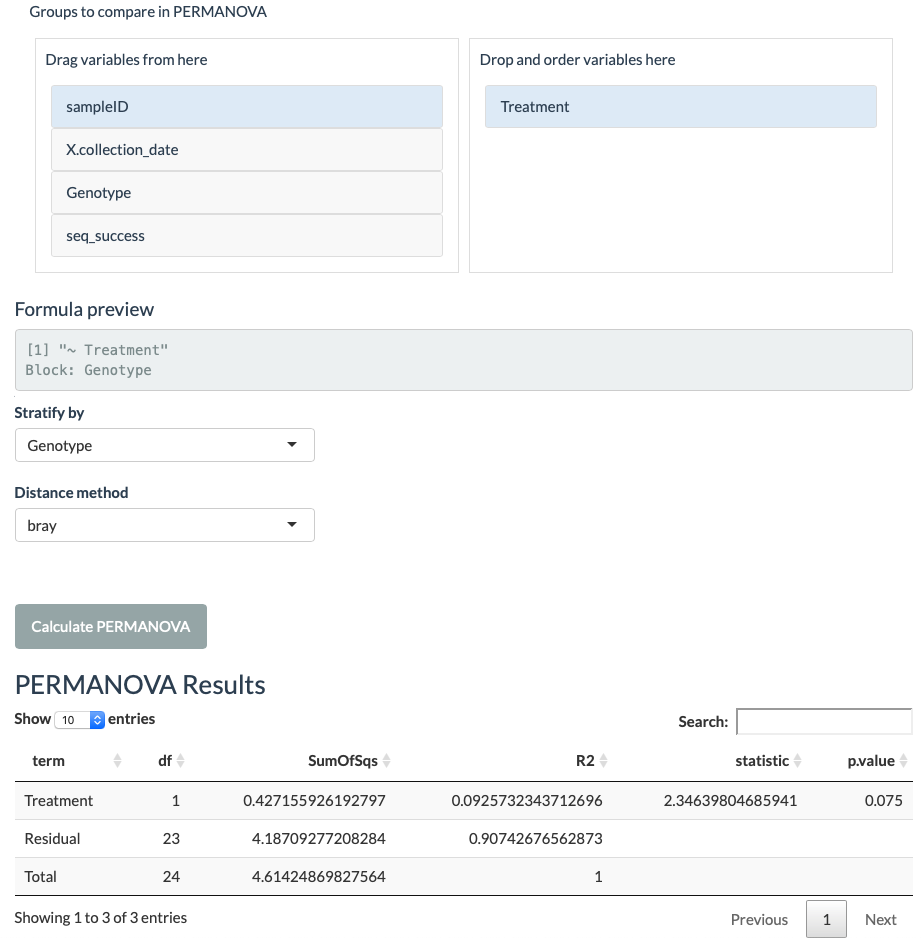 Groups to compare in PERMANOVA
Drag variables from here
sampleID
X.collection_date
Genotype
seq_success
Drop and order variables here
Treatment
Formula preview
[1] "~ Treatment"
Block: Genotype
Stratify by
Genotype
Distance method
bray
Calculate PERMANOVA
PERMANOVA Results
Show 10 entries
Search:
term df SumOfSqs R2 statistic p.value
Treatment 1 0.427155926192797 0.0925732343712696 2.34639804685941 0.075
Residual 23 4.18709277208284 0.90742676562873
Total 24 4.61424869827564 1
Showing 1 to 3 of 3 entries
Previous 1 Next